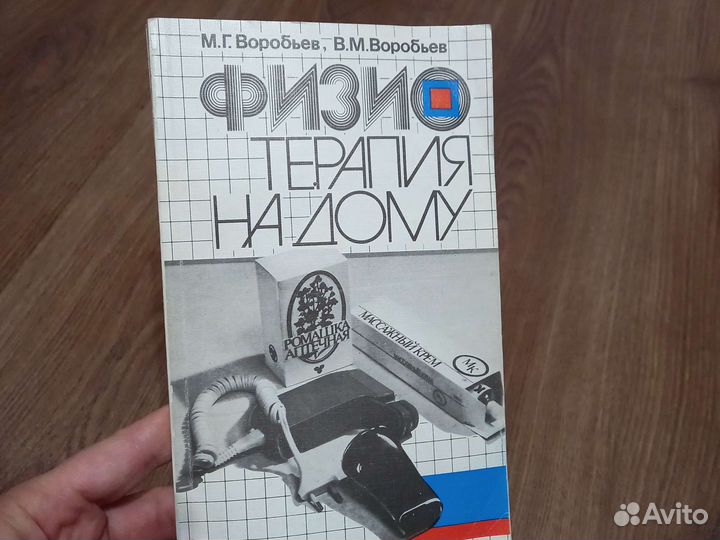 М.Г. Воробьев, В.М. Воробьев
ФИЗИО
ТЕРАПИЯ
НА ДОМУ
РОМАШКА
АПТЕЧНАЯ
МАССАЖНЫЙ КРЕМ
МК
Avito